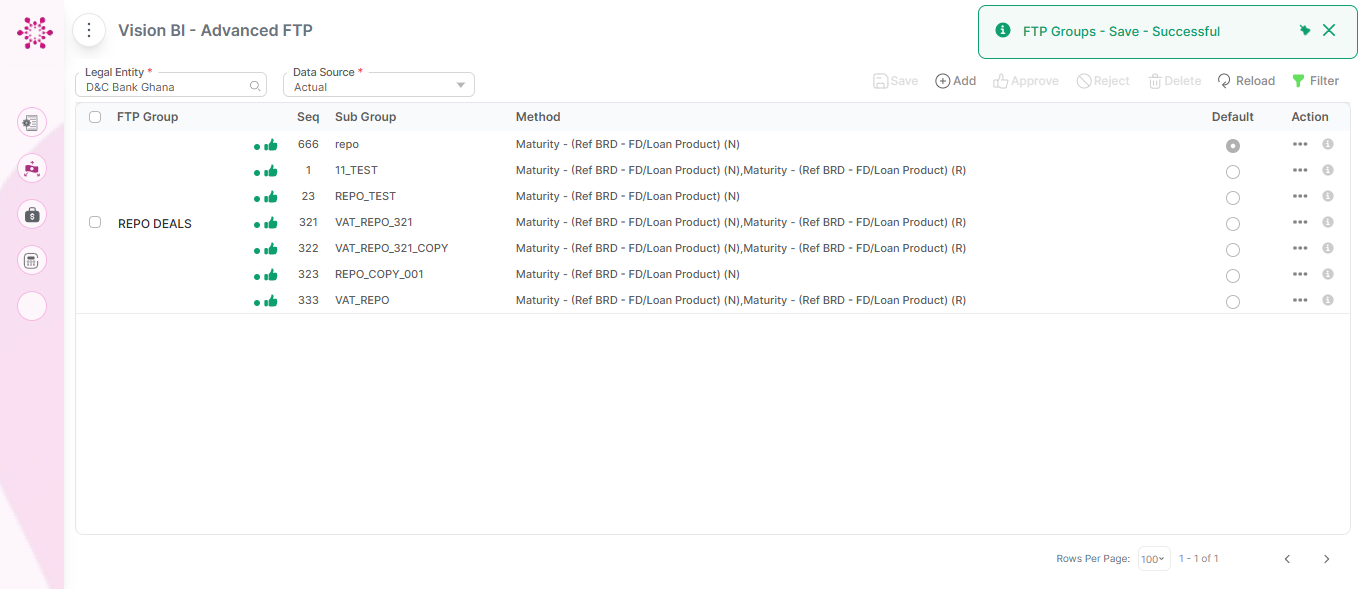 Vision BI - Advanced FTP
FTP Groups - Save - Successful
Legal Entity *
D&C Bank Ghana
Data Source *
Actual
Save Add Approve Reject Delete Reload Filter
FTP Group Seq Sub Group Method Default Action
666 repo Maturity - (Ref BRD - FD/Loan Product) (N)
1 11_TEST Maturity - (Ref BRD - FD/Loan Product) (N),Maturity - (Ref BRD - FD/Loan Product) (R)
23 REPO_TEST Maturity - (Ref BRD - FD/Loan Product) (N)
REPO DEALS 321 VAT_REPO_321 Maturity - (Ref BRD - FD/Loan Product) (N),Maturity - (Ref BRD - FD/Loan Product) (R)
322 VAT_REPO_321_COPY Maturity - (Ref BRD - FD/Loan Product) (N),Maturity - (Ref BRD - FD/Loan Product) (R)
323 REPO_COPY_001 Maturity - (Ref BRD - FD/Loan Product) (N)
333 VAT_REPO Maturity - (Ref BRD - FD/Loan Product) (N),Maturity - (Ref BRD - FD/Loan Product) (R)
Rows Per Page: 100 1 - 1 of 1